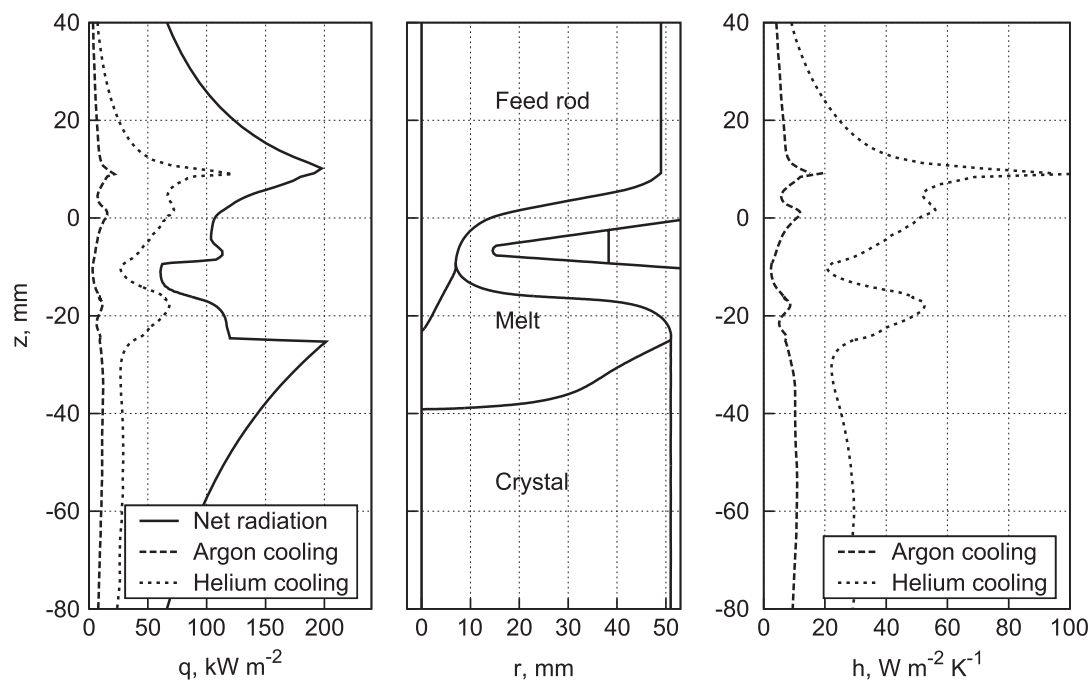 40
20
0
-20
-40
-60
-80
z, mm
0 50 100 150 200
q, kW m⁻²
Net radiation
Argon cooling
Helium cooling
Feed rod
Melt
Crystal
0 10 20 30 40 50
r, mm
40
20
0
-20
-40
-60
-80
Argon cooling
Helium cooling
0 20 40 60 80 100
h, W m⁻² K⁻¹